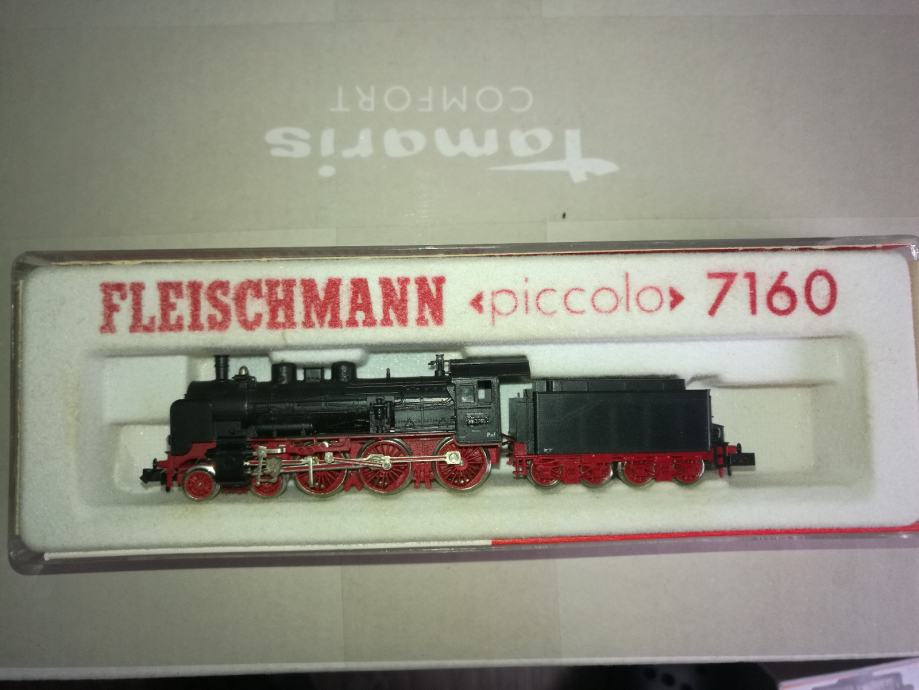 COMFORT
Tamaris
FLEISCHMANN ‹piccolo› 7160